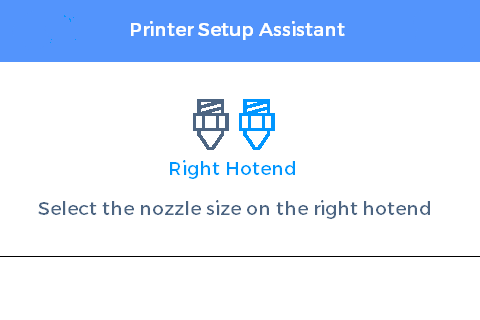 Printer Setup Assistant
Right Hotend
Select the nozzle size on the right hotend